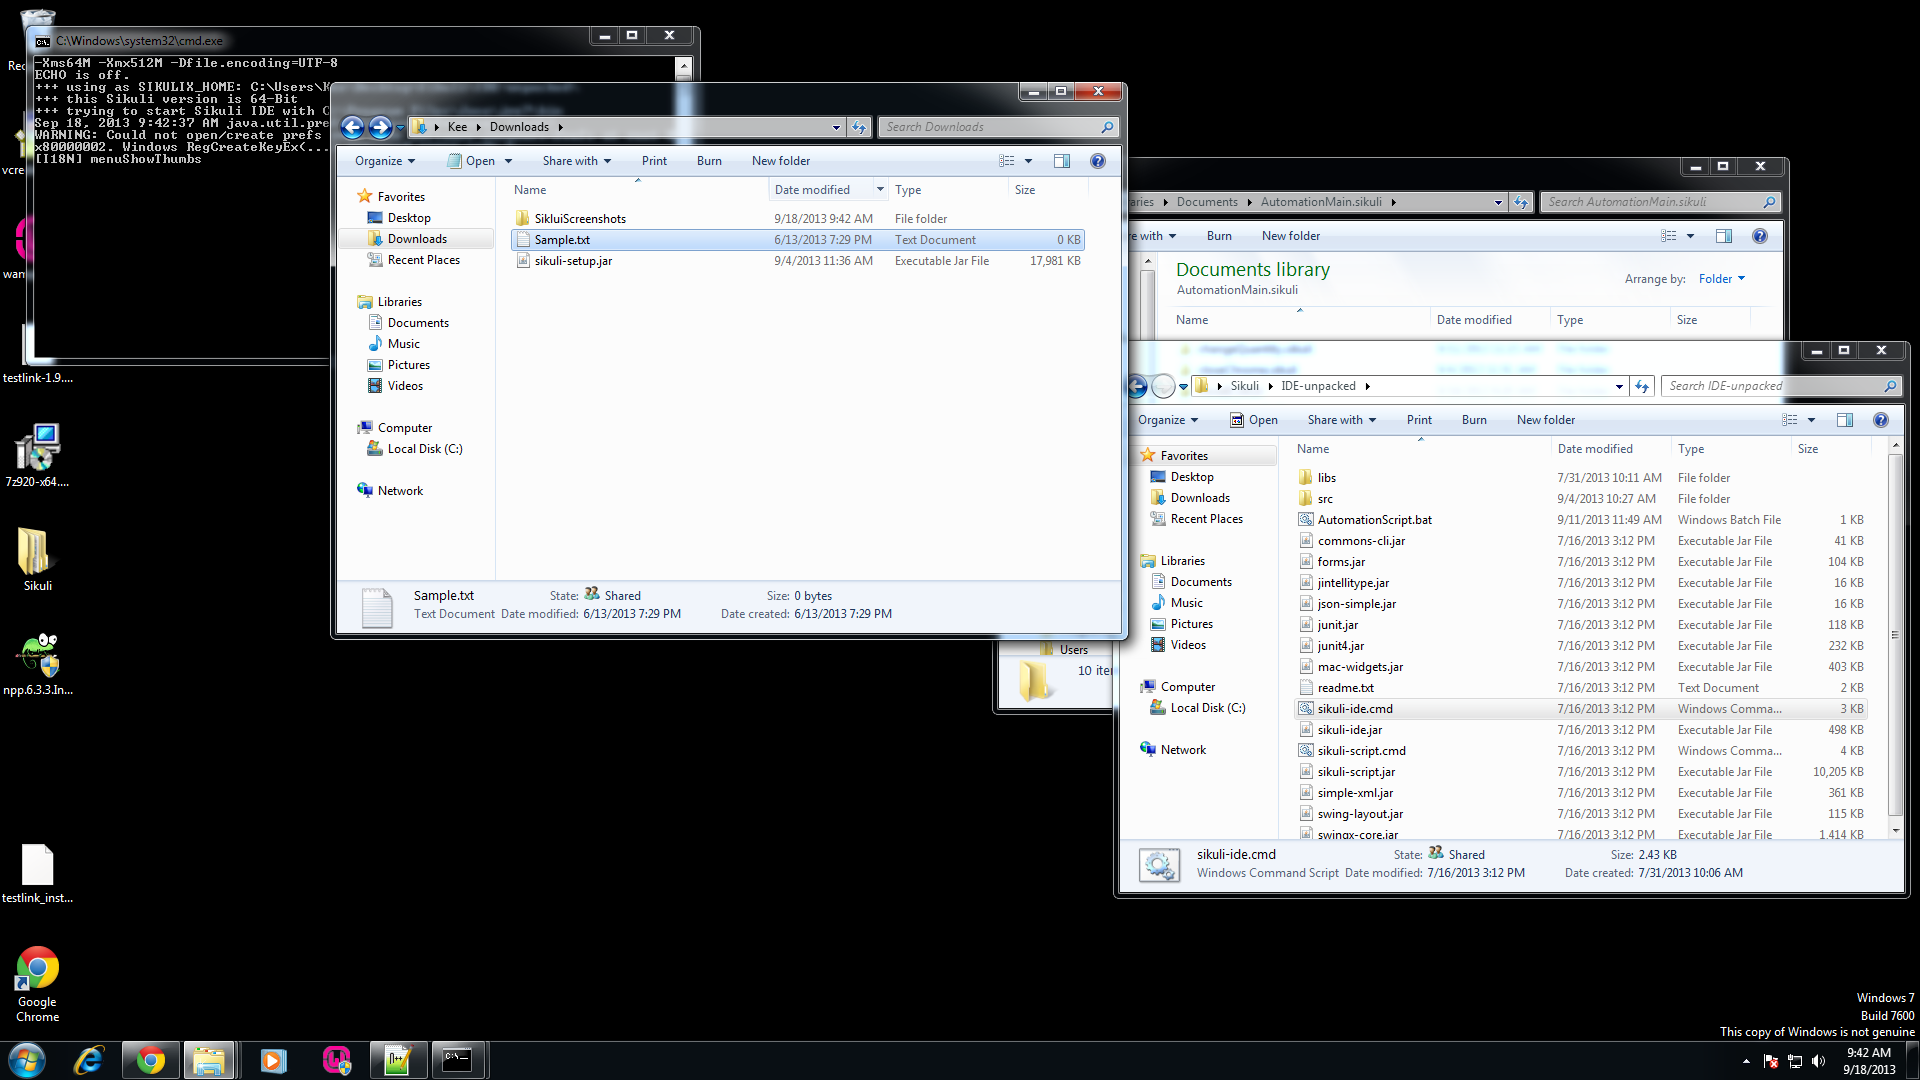 C:\Windows\system32\cmd.exe
-Xms64M -Xmx512M -Dfile.encoding=UTF-8
ECHO is off.
+++ using as SIKULIX_HOME: C:\Users\
+++ this Sikuli version is 64-Bit
+++ trying to start Sikuli IDE with
Sep 18, 2013 9:42:37 AM java.util.pre
WARNING: Could not open/create prefs
x80000002. Windows RegCreateKeyEx(...
[I18N] menuShowThumbs
Rec
vcre
wam
testlink-1.9....
7z920-x64....
Sikuli
npp.6.3.3.In...
testlink_inst...
Google
Chrome
Kee
Downloads
Search Downloads
Organize
Open
Share with
Print
Burn
New folder
Favorites
Desktop
Downloads
Recent Places
Libraries
Documents
Music
Pictures
Videos
Computer
Local Disk (C:)
Network
Name Date modified Type Size
SikluiScreenshots 9/18/2013 9:42 AM File folder
Sample.txt 6/13/2013 7:29 PM Text Document 0 KB
sikuli-setup.jar 9/4/2013 11:36 AM Executable Jar File 17,981 KB
Sample.txt State: Shared Size: 0 bytes
Text Document Date modified: 6/13/2013 7:29 PM Date created: 6/13/2013 7:29 PM
raries Documents AutomationMain.sikuli
Search AutomationMain.sikuli
re with Burn New folder
Documents library
AutomationMain.sikuli
Arrange by: Folder
Name Date modified Type Size
Users
10 iter
Sikuli IDE-unpacked
Search IDE-unpacked
Organize Open Share with Print Burn New folder
Favorites
Desktop
Downloads
Recent Places
Libraries
Documents
Music
Pictures
Videos
Computer
Local Disk (C:)
Network
Name Date modified Type Size
libs 7/31/2013 10:11 AM File folder
src 9/4/2013 10:27 AM File folder
AutomationScript.bat 9/11/2013 11:49 AM Windows Batch File 1 KB
commons-cli.jar 7/16/2013 3:12 PM Executable Jar File 41 KB
forms.jar 7/16/2013 3:12 PM Executable Jar File 104 KB
jintellitype.jar 7/16/2013 3:12 PM Executable Jar File 16 KB
json-simple.jar 7/16/2013 3:12 PM Executable Jar File 16 KB
junit.jar 7/16/2013 3:12 PM Executable Jar File 118 KB
junit4.jar 7/16/2013 3:12 PM Executable Jar File 232 KB
mac-widgets.jar 7/16/2013 3:12 PM Executable Jar File 403 KB
readme.txt 7/16/2013 3:12 PM Text Document 2 KB
sikuli-ide.cmd 7/16/2013 3:12 PM Windows Comma... 3 KB
sikuli-ide.jar 7/16/2013 3:12 PM Executable Jar File 498 KB
sikuli-script.cmd 7/16/2013 3:12 PM Windows Comma... 4 KB
sikuli-script.jar 7/16/2013 3:12 PM Executable Jar File 10,205 KB
simple-xml.jar 7/16/2013 3:12 PM Executable Jar File 361 KB
swing-layout.jar 7/16/2013 3:12 PM Executable Jar File 115 KB
swingx-core.jar 7/16/2013 3:12 PM Executable Jar File 1,414 KB
sikuli-ide.cmd State: Shared Size: 2.43 KB
Windows Command Script Date modified: 7/16/2013 3:12 PM Date created: 7/31/2013 10:06 AM
Windows 7
Build 7600
This copy of Windows is not genuine
9:42 AM
9/18/2013